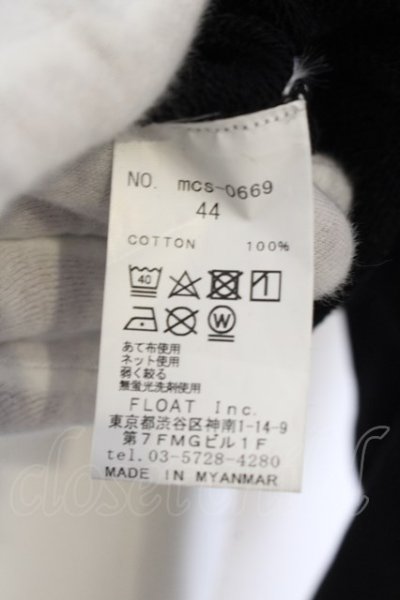 NO. mcs-0669
44
COTTON 100%
40
W
あて布使用
ネット使用
弱く絞る
無蛍光洗剤使用
FLOAT Inc.
東京都渋谷区神南1-14-9
第7FMGビル1F
tel.03-5728-4280
MADE IN MYANMAR